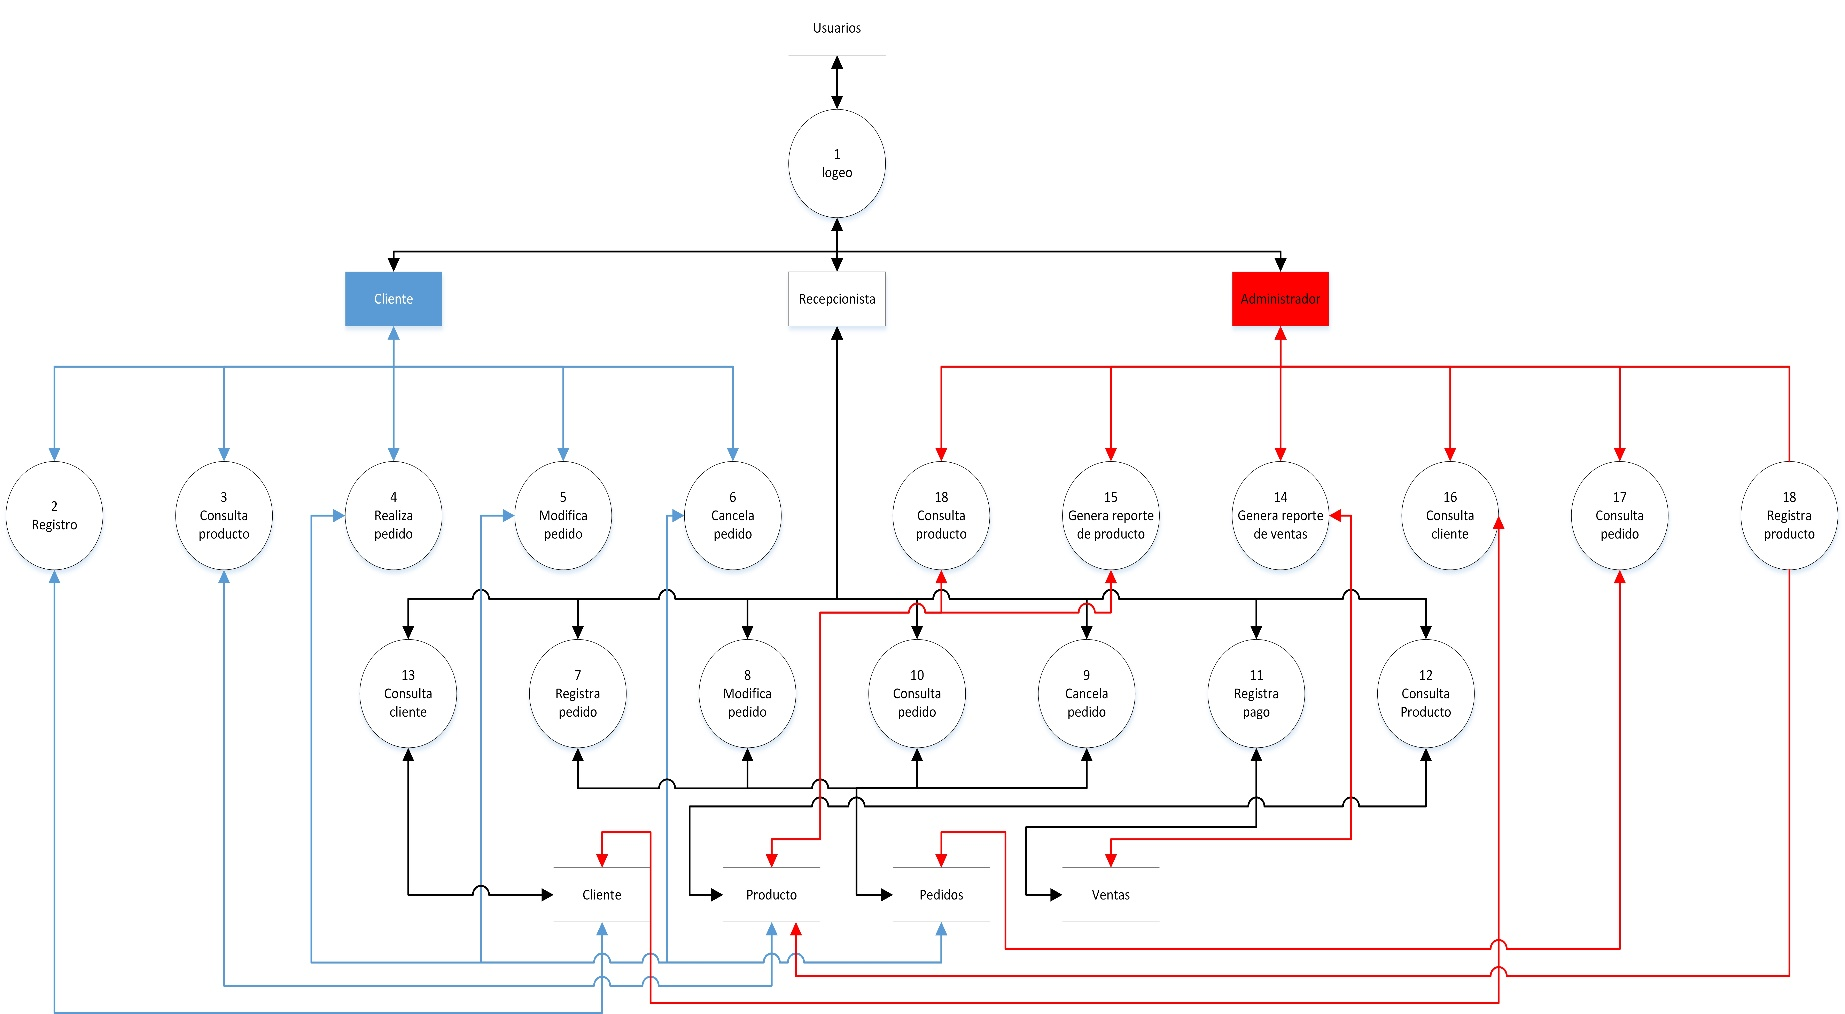 Usuarios
1
logeo
Cliente
Recepcionista
Administrador
2
Registro
3
Consulta
producto
4
Realiza
pedido
5
Modifica
pedido
6
Cancela
pedido
18
Consulta
producto
15
Genera reporte
de producto
14
Genera reporte
de ventas
16
Consulta
cliente
17
Consulta
pedido
18
Registra
producto
13
Consulta
cliente
7
Registra
pedido
8
Modifica
pedido
10
Consulta
pedido
9
Cancela
pedido
11
Registra
pago
12
Consulta
Producto
Cliente
Producto
Pedidos
Ventas